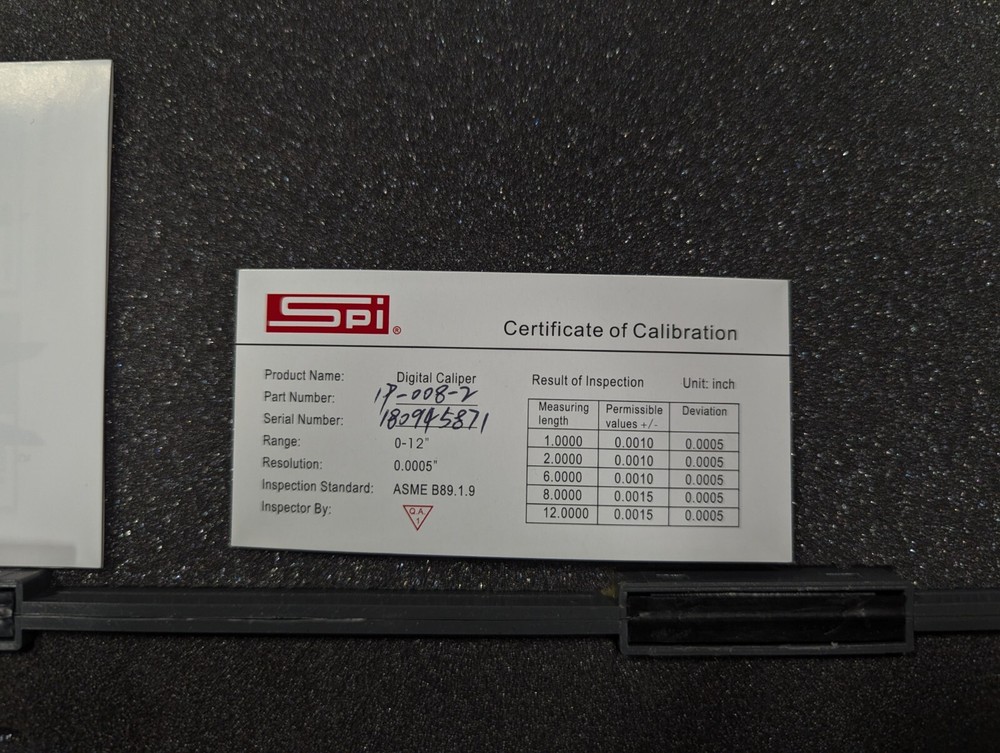 SPi ®
Certificate of Calibration
Product Name: Digital Caliper
Part Number: 1P-008-2
Serial Number: 180945871
Range: 0-12"
Resolution: 0.0005"
Inspection Standard: ASME B89.1.9
Inspector By: Q.A. 1
Result of Inspection Unit: inch
Measuring length Permissible values +/- Deviation
1.0000 0.0010 0.0005
2.0000 0.0010 0.0005
6.0000 0.0010 0.0005
8.0000 0.0015 0.0005
12.0000 0.0015 0.0005